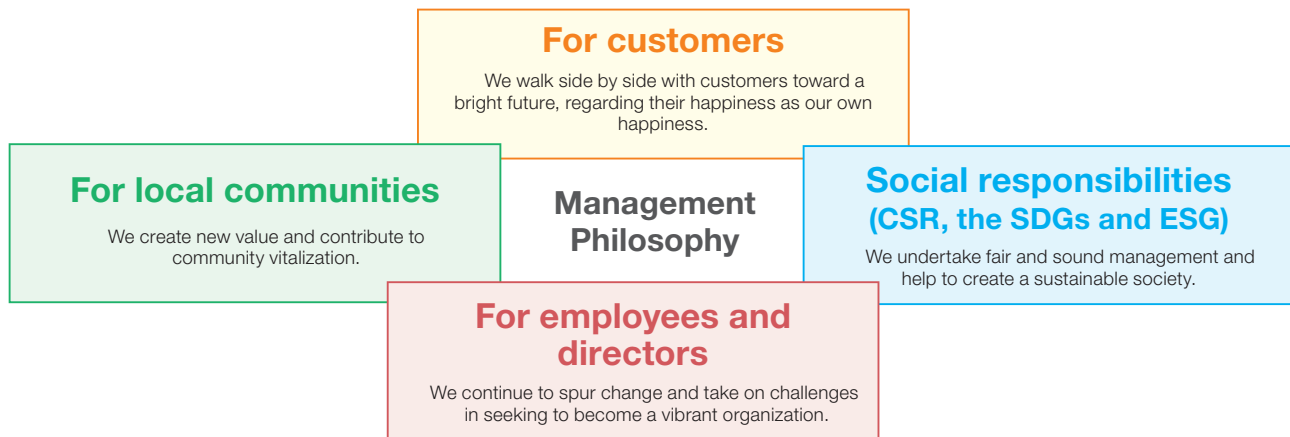 For customers
We walk side by side with customers toward a
bright future, regarding their happiness as our own
happiness.
For local communities
We create new value and contribute to
community vitalization.
Management
Philosophy
Social responsibilities
(CSR, the SDGs and ESG)
We undertake fair and sound management and
help to create a sustainable society.
For employees and
directors
We continue to spur change and take on challenges
in seeking to become a vibrant organization.